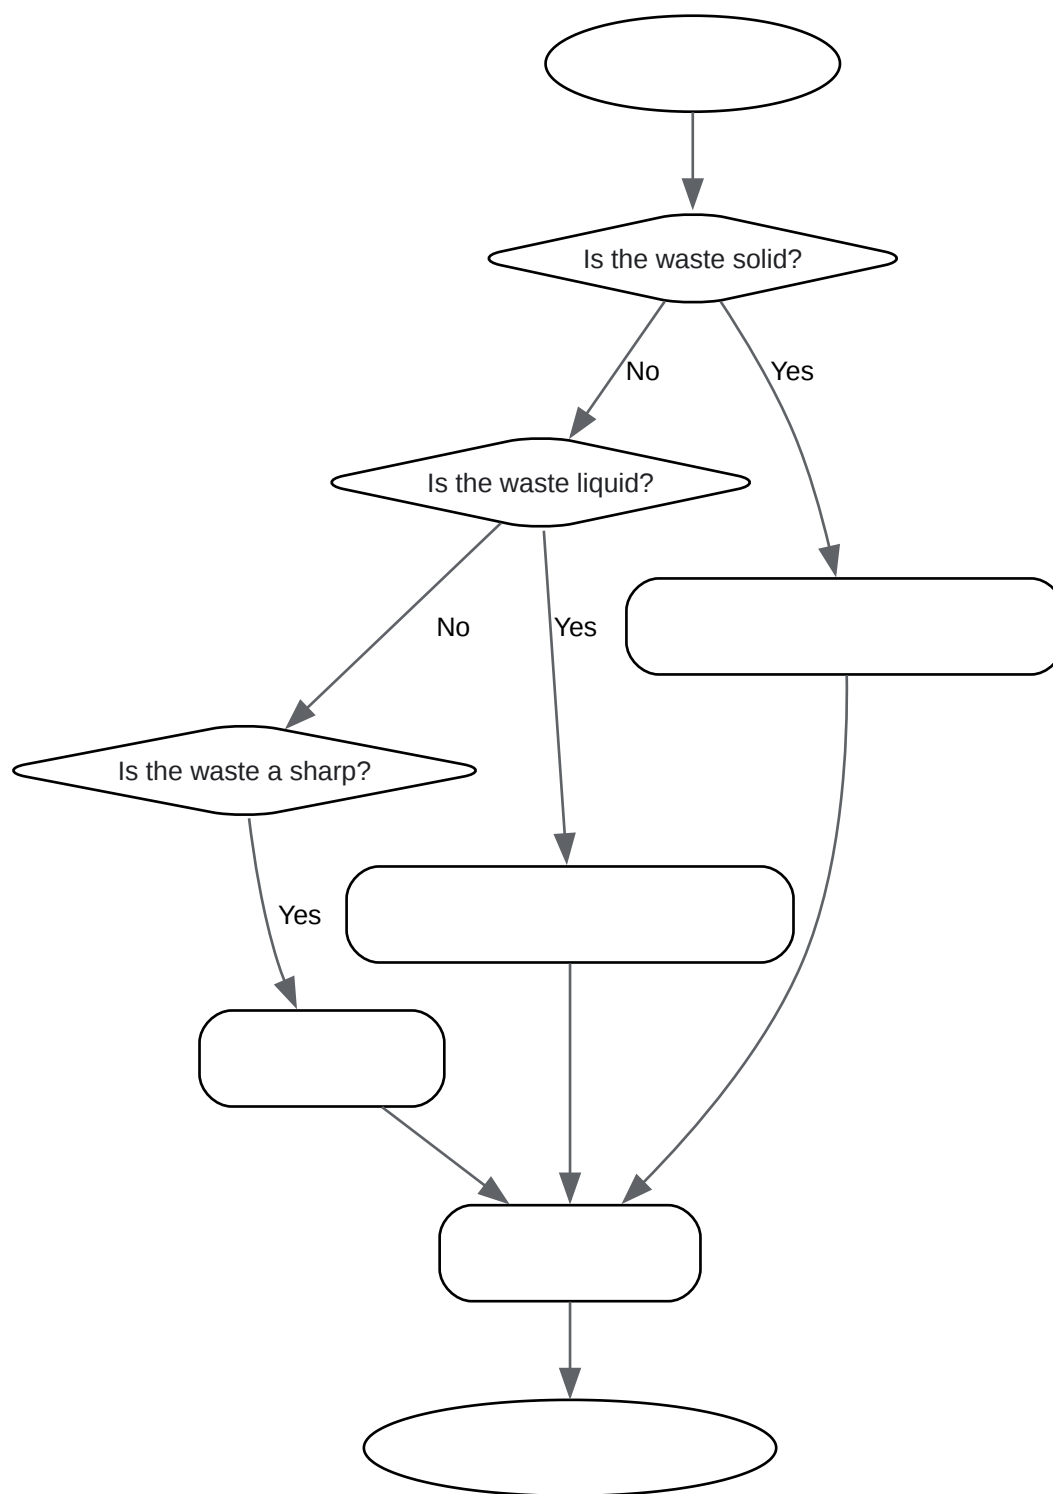 Is the waste solid?
No
Yes
Is the waste liquid?
No
Yes
Is the waste a sharp?
Yes